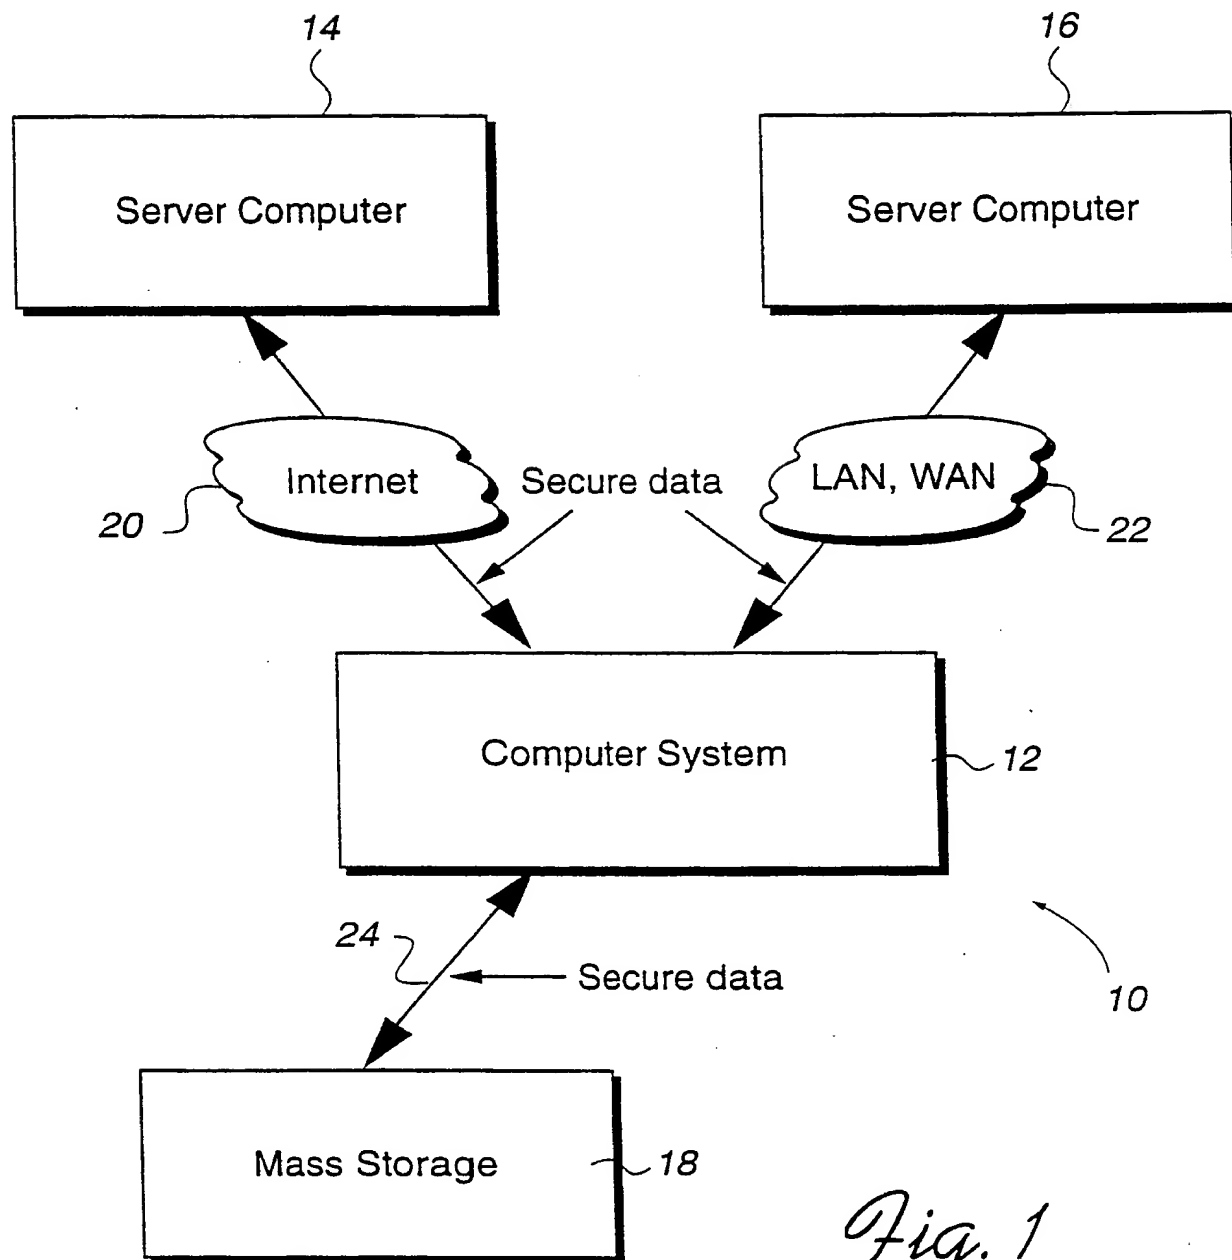 14
16
Server Computer
Server Computer
Internet
Secure data
LAN, WAN
20
22
Computer System
12
24
Secure data
10
Mass Storage
18
Fig. 1